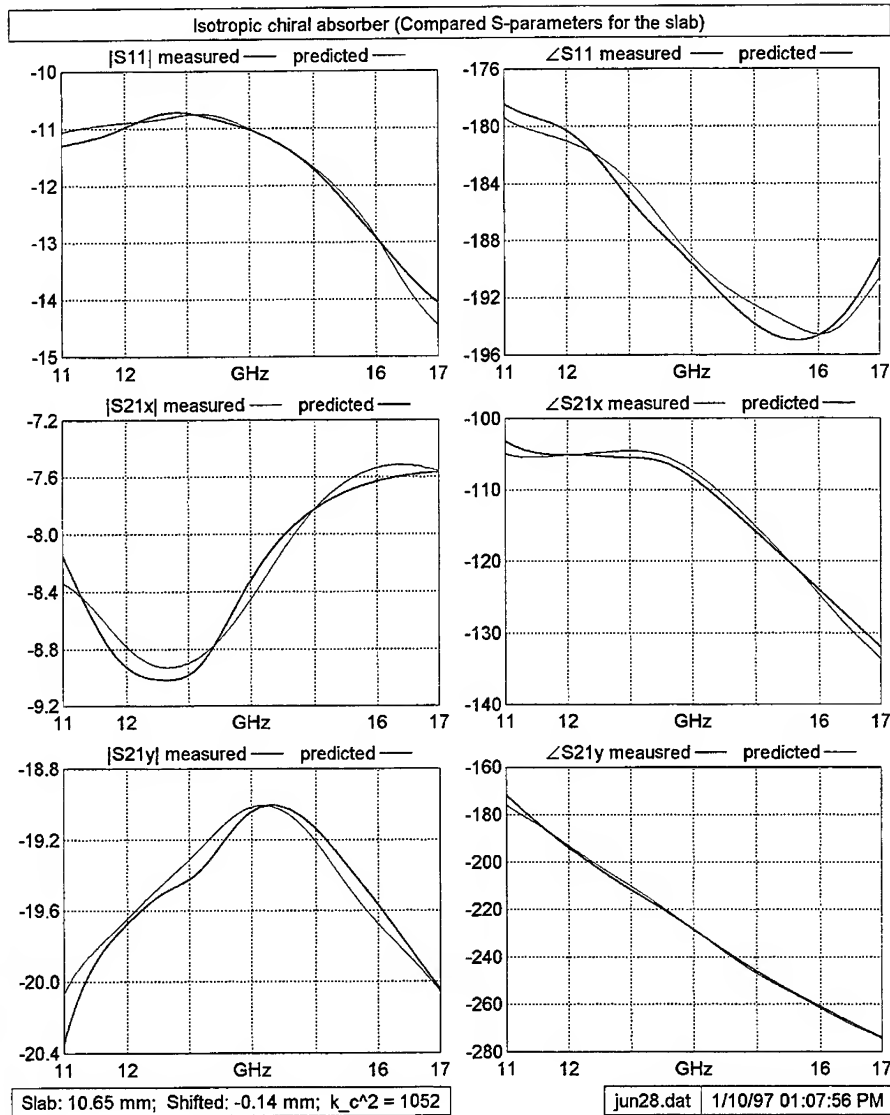 Isotropic chiral absorber (Compared S-parameters for the slab)
|S11| measured predicted
-10
-11
-12
-13
-14
-15
11 12 GHz 16 17
∠S11 measured predicted
-176
-180
-184
-188
-192
-196
11 12 GHz 16 17
|S21x| measured predicted
-7.2
-7.6
-8.0
-8.4
-8.8
-9.2
11 12 GHz 16 17
∠S21x measured predicted
-100
-110
-120
-130
-140
11 12 GHz 16 17
|S21y| measured predicted
-18.8
-19.2
-19.6
-20.0
-20.4
11 12 GHz 16 17
∠S21y meausred predicted
-160
-180
-200
-220
-240
-260
-280
11 12 GHz 16 17
Slab: 10.65 mm; Shifted: -0.14 mm; k_c^2 = 1052
jun28.dat 1/10/97 01:07:56 PM